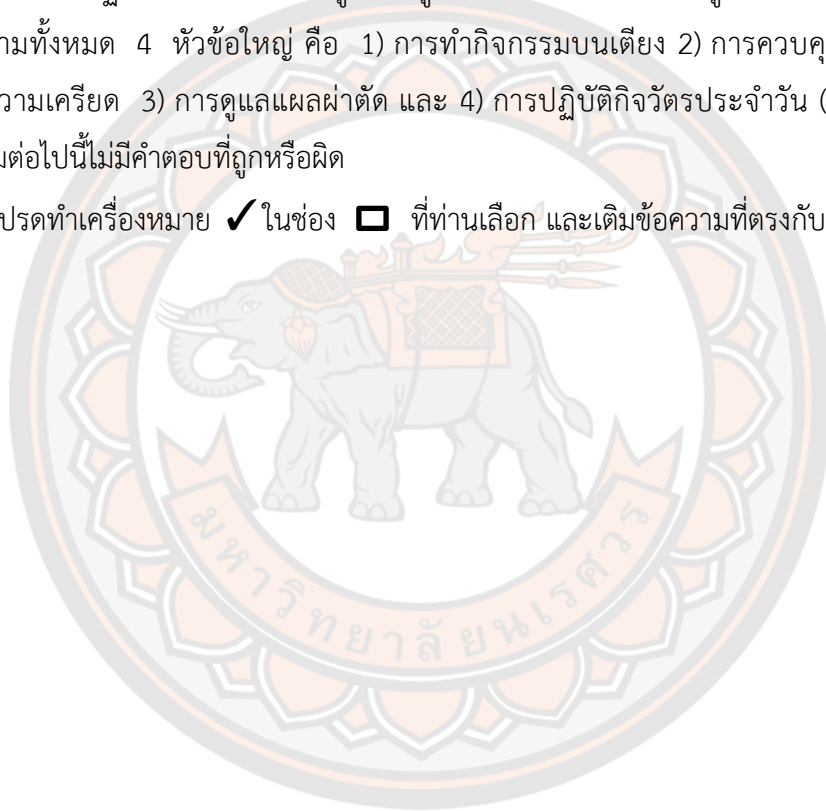 ามทั้งหมด 4 หัวข้อใหญ่ คือ 1) การทำกิจกรรมบนเตียง 2) การควบคุ
วามเครียด 3) การดูแลแผลผ่าตัด และ 4) การปฏิบัติกิจวัตรประจำวัน (
มต่อไปนี้ไม่มีคำตอบที่ถูกหรือผิด
ปรดทำเครื่องหมาย ✓ ในช่อง □ ที่ท่านเลือก และเติมข้อความที่ตรงกับ
มหาวิทยาลัยนเรศวร